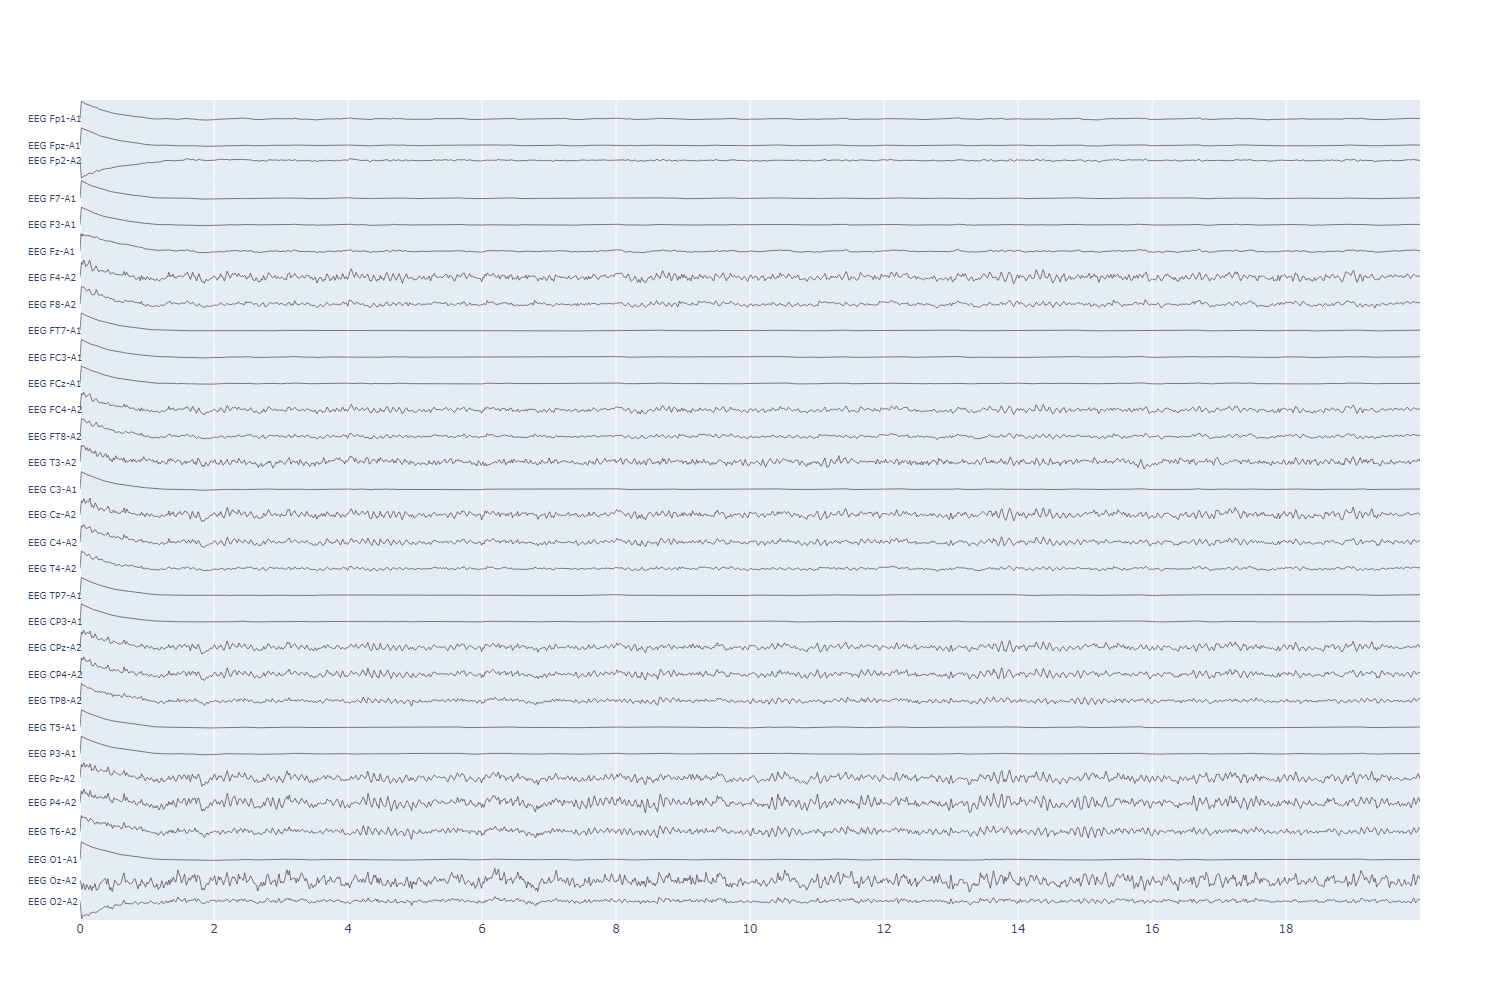 EEG Fp1-A1
EEG Fpz-A1
EEG Fp2-A2
EEG F7-A1
EEG F3-A1
EEG Fz-A1
EEG F4-A2
EEG F8-A2
EEG FT7-A1
EEG FC3-A1
EEG FCz-A1
EEG FC4-A2
EEG FT8-A2
EEG T3-A2
EEG C3-A1
EEG Cz-A2
EEG C4-A2
EEG T4-A2
EEG TP7-A1
EEG CP3-A1
EEG CPz-A2
EEG CP4-A2
EEG TP8-A2
EEG T5-A1
EEG P3-A1
EEG Pz-A2
EEG P4-A2
EEG T6-A2
EEG O1-A1
EEG Oz-A2
EEG O2-A2
0 2 4 6 8 10 12 14 16 18